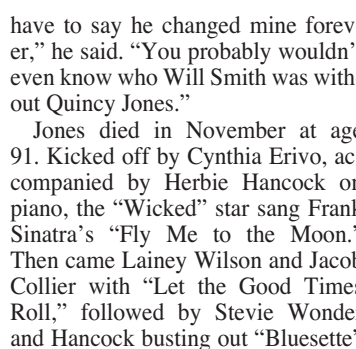 have to say he changed mine forev
er,” he said. “You probably wouldn’
even know who Will Smith was with
out Quincy Jones.”
Jones died in November at age
91. Kicked off by Cynthia Erivo, ac
companied by Herbie Hancock on
piano, the “Wicked” star sang Frank
Sinatra’s “Fly Me to the Moon.”
Then came Lainey Wilson and Jacob
Collier with “Let the Good Times
Roll,” followed by Stevie Wonder
and Hancock busting out “Bluesette”